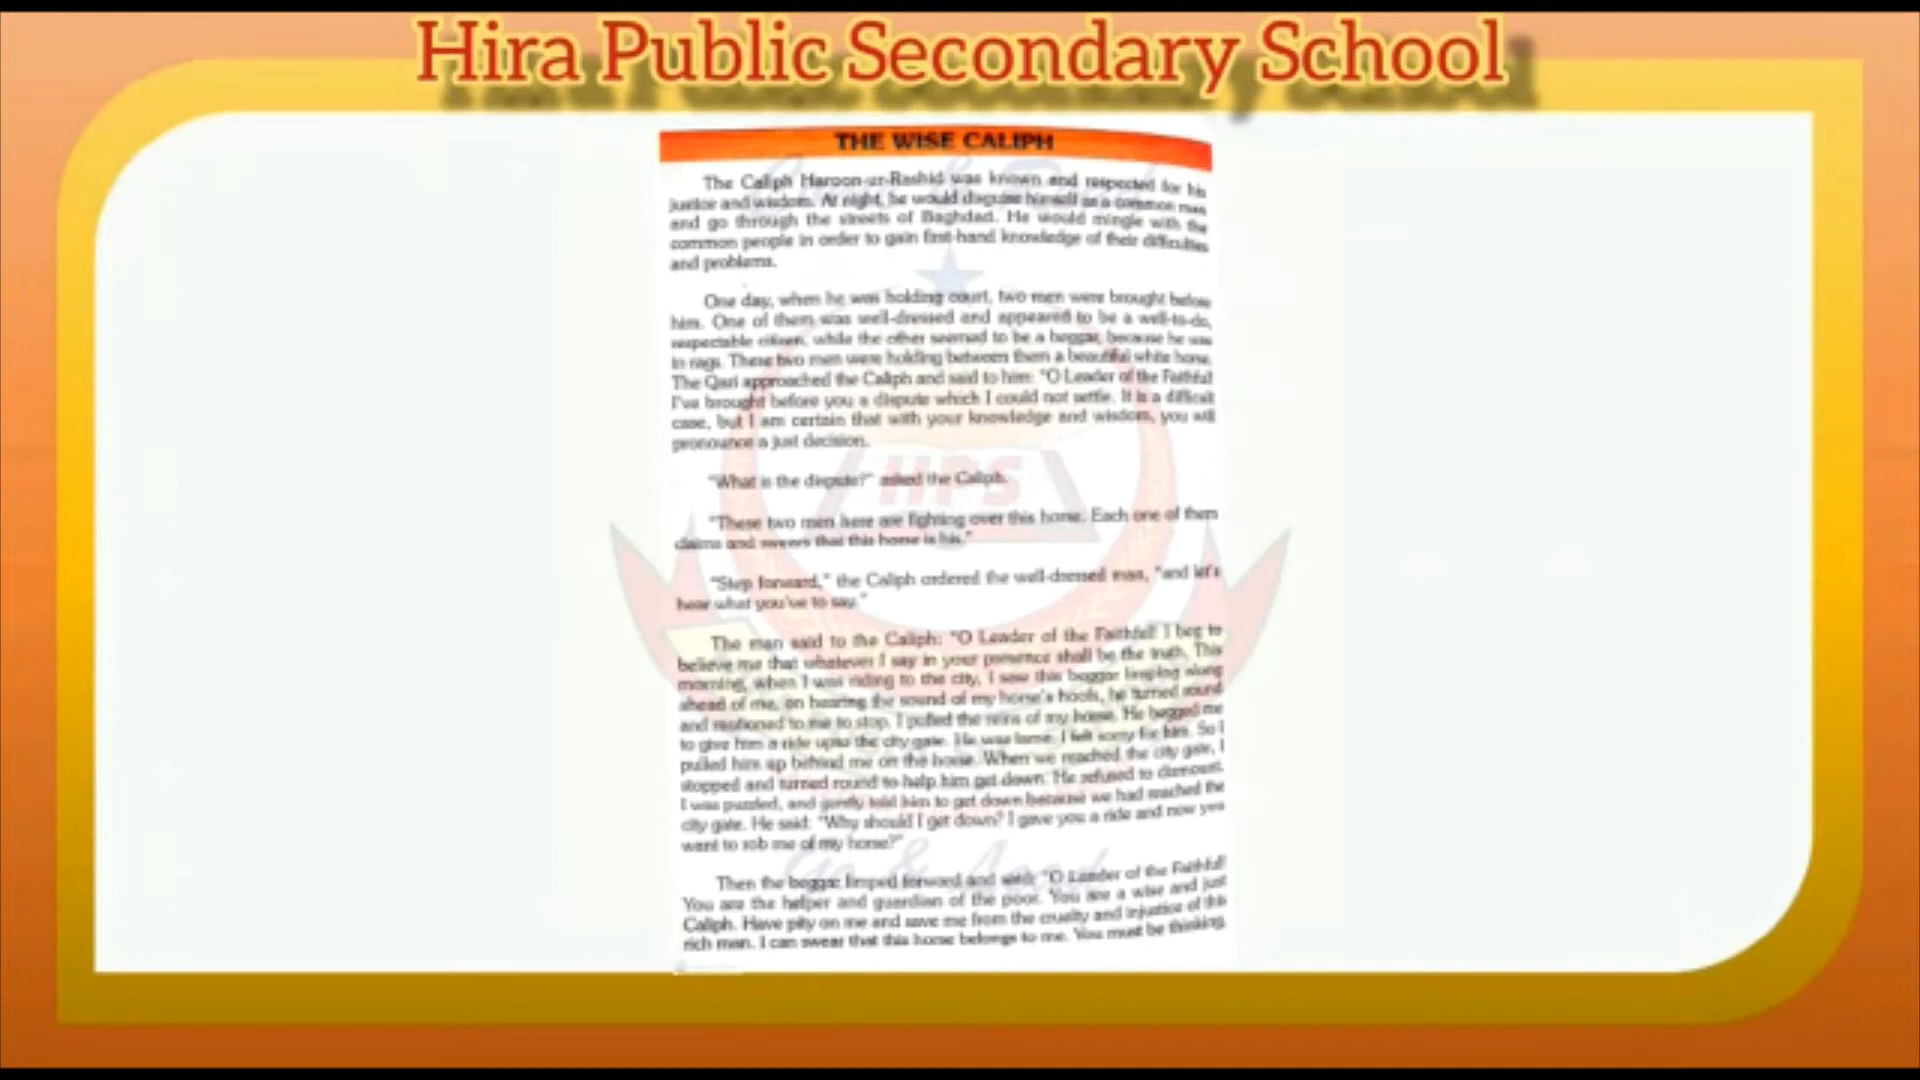 Hira Public Secondary School
THE WISE CALIPH
The Caliph Haroon-ur-Rashid was known and respected for his
justice and wisdom. At night, he would disguise himself as a common man
and go through the streets of Baghdad. He would mingle with the
common people in order to gain first-hand knowledge of their difficulties
and problems.
One day, when he was holding court, two men were brought before
him. One of them was well-dressed and appeared to be a well-to-do,
respectable citizen, while the other seemed to be a beggar, because he was
in rags. These two men were holding between them a beautiful white horse.
The Qazi approached the Caliph and said to him: "O Leader of the Faithful!
I've brought before you a dispute which I could not settle. It is a difficult
case, but I am certain that with your knowledge and wisdom, you will
pronounce a just decision.
"What is the dispute?" asked the Caliph.
HPS
"These two men here are fighting over this horse. Each one of them
claims and swears that this horse is his."
"Step forward," the Caliph ordered the well-dressed man, "and let's
hear what you've to say."
The man said to the Caliph: "O Leader of the Faithful! I beg to
believe me that whatever I say in your presence shall be the truth. This
morning, when I was riding to the city, I saw this beggar limping along
ahead of me, on hearing the sound of my horse's hoofs, he turned round
and motioned to me to stop. I pulled the reins of my horse. He begged me
to give him a ride upto the city gate. He was lame. I felt sorry for him. So I
pulled him up behind me on the horse. When we reached the city gate, I
stopped and turned round to help him get down. He refused to dismount.
I was puzzled, and gently told him to get down because we had reached the
city gate. He said: "Why should I get down? I gave you a ride and now you
want to rob me of my horse?"
Then the beggar limped forward and said: "O Leader of the Faithful!
You are the helper and guardian of the poor. You are a wise and just
Caliph. Have pity on me and save me from the cruelty and injustice of this
rich man. I can swear that this horse belongs to me. You must be thinking,